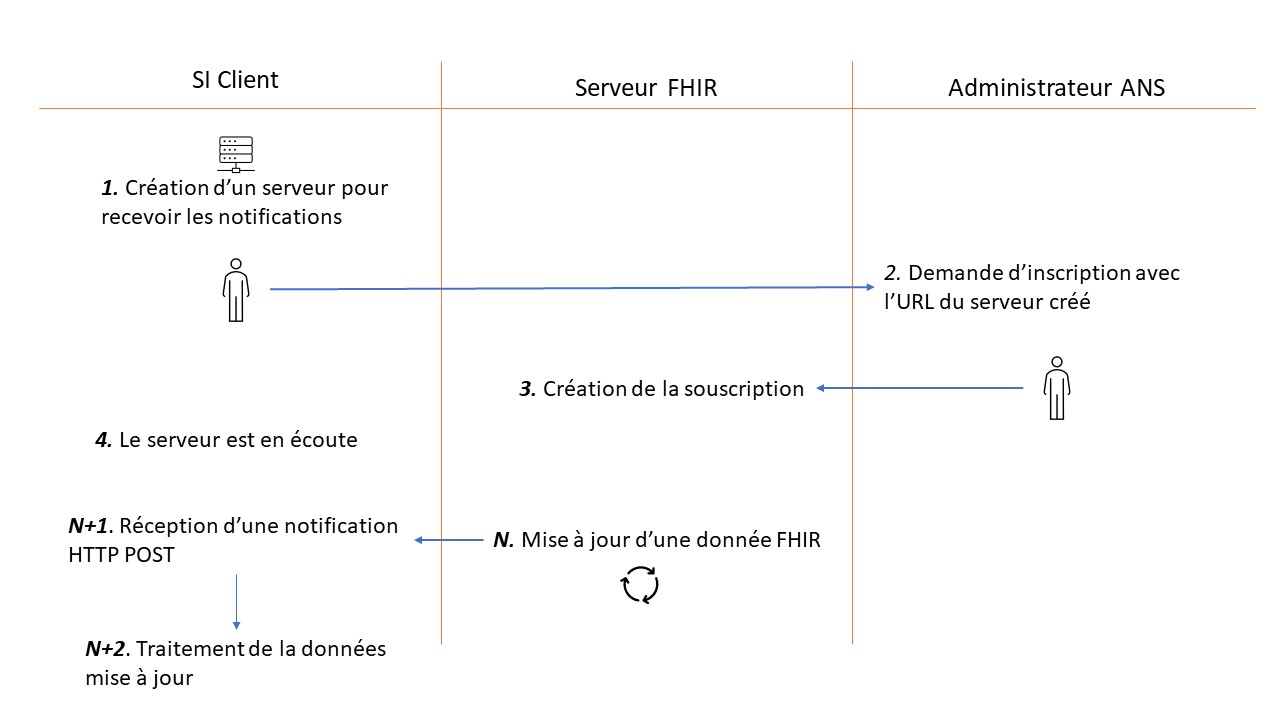 SI Client
Serveur FHIR
Administrateur ANS
1. Création d’un serveur pour
recevoir les notifications
2. Demande d’inscription avec
l’URL du serveur créé
3. Création de la souscription
4. Le serveur est en écoute
N+1. Réception d’une notification
HTTP POST
N. Mise à jour d’une donnée FHIR
N+2. Traitement de la données
mise à jour